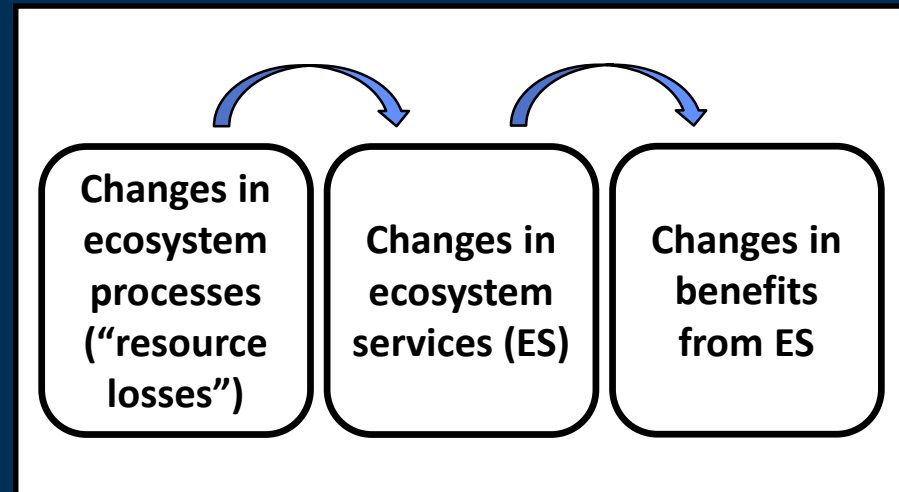 Changes in
ecosystem
processes
(“resource
losses”)
Changes in
ecosystem
services (ES)
Changes in
benefits
from ES